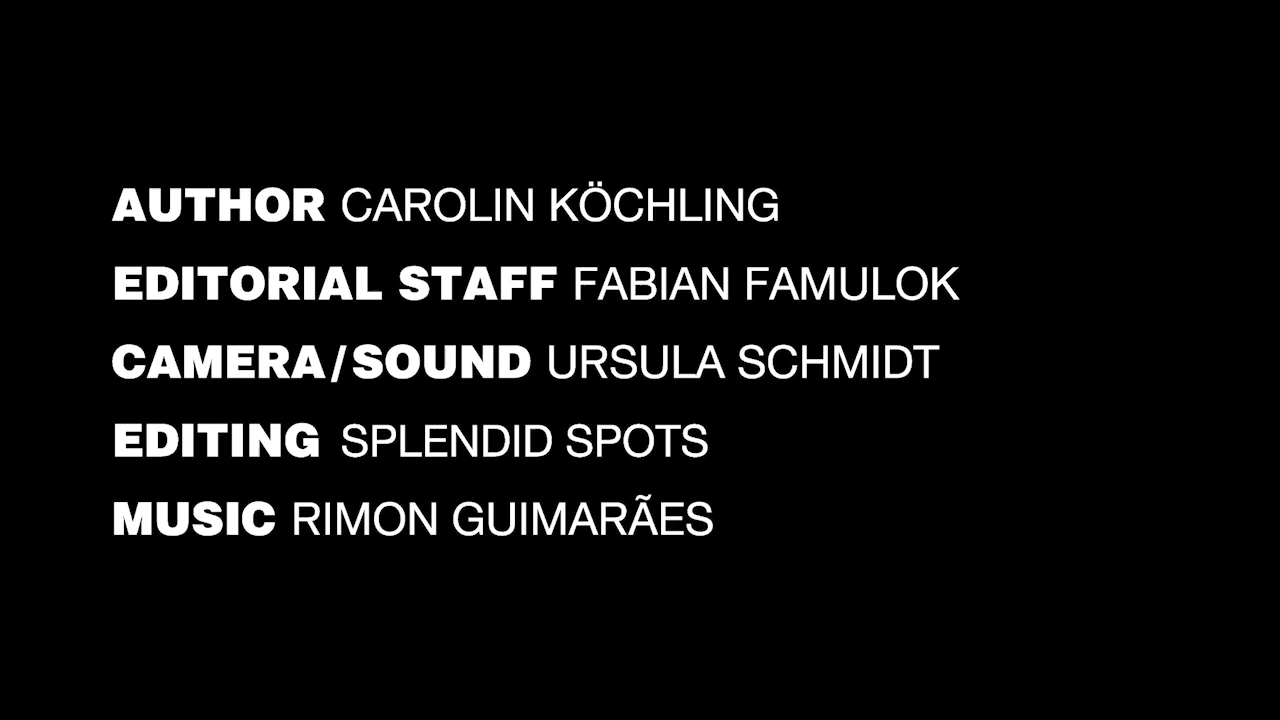 AUTHOR CAROLIN KÖCHLING
EDITORIAL STAFF FABIAN FAMULOK
CAMERA/SOUND URSULA SCHMIDT
EDITING SPLENDID SPOTS
MUSIC RIMON GUIMARÃES